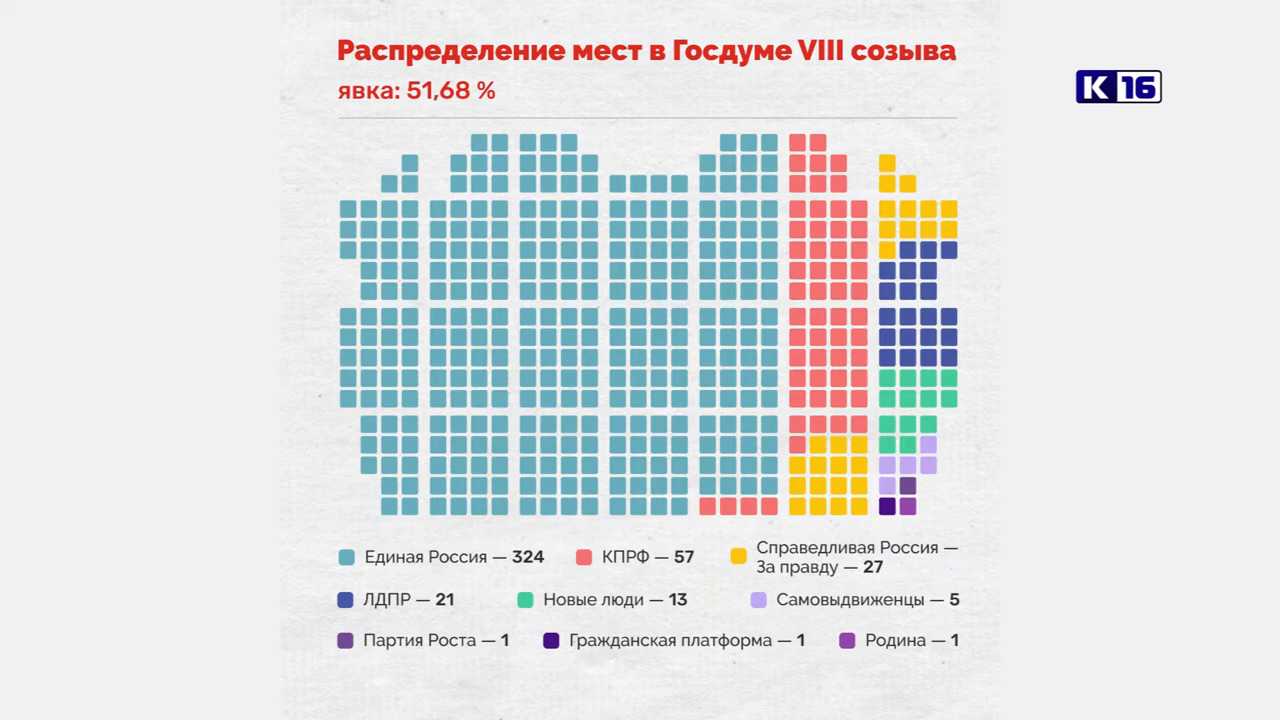 Распределение мест в Госдуме VIII созыва
явка: 51,68 %
К 16
Единая Россия — 324
КПРФ — 57
Справедливая Россия —
За правду — 27
ЛДПР — 21
Новые люди — 13
Самовыдвиженцы — 5
Партия Роста — 1
Гражданская платформа — 1
Родина — 1